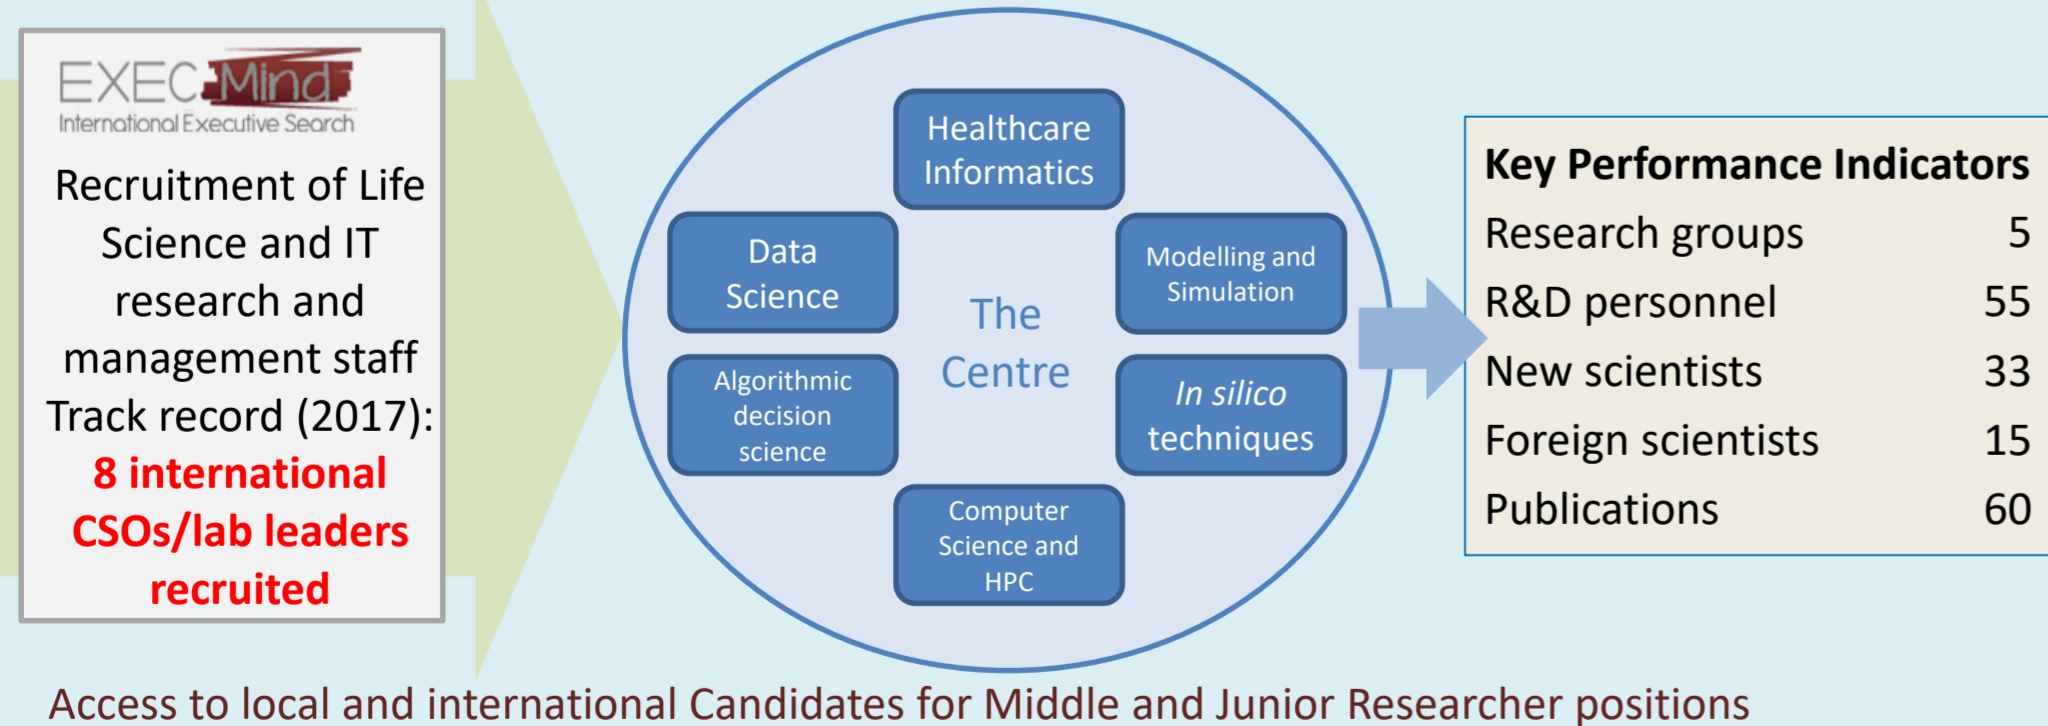 EXEC Mind
International Executive Search
Recruitment of Life
Science and IT
research and
management staff
Track record (2017):
8 international
CSOs/lab leaders
recruited
Healthcare
Informatics
Data
Science
Modelling and
Simulation
The
Centre
Algorithmic
decision
science
In silico
techniques
Computer
Science and
HPC
Key Performance Indicators
Research groups 5
R&D personnel 55
New scientists 33
Foreign scientists 15
Publications 60
Access to local and international Candidates for Middle and Junior Researcher positions